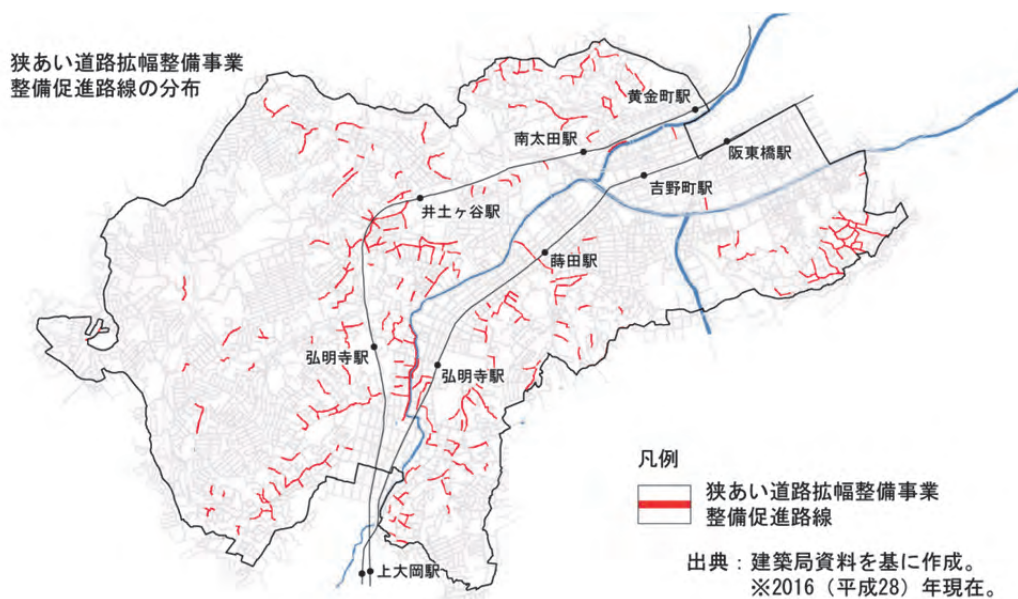 狭あい道路拡幅整備事業
整備促進路線の分布
黄金町駅
南太田駅
阪東橋駅
吉野町駅
井土ヶ谷駅
蒔田駅
弘明寺駅
弘明寺駅
上大岡駅
凡例
狭あい道路拡幅整備事業
整備促進路線
出典：建築局資料を基に作成。
※2016（平成28）年現在。